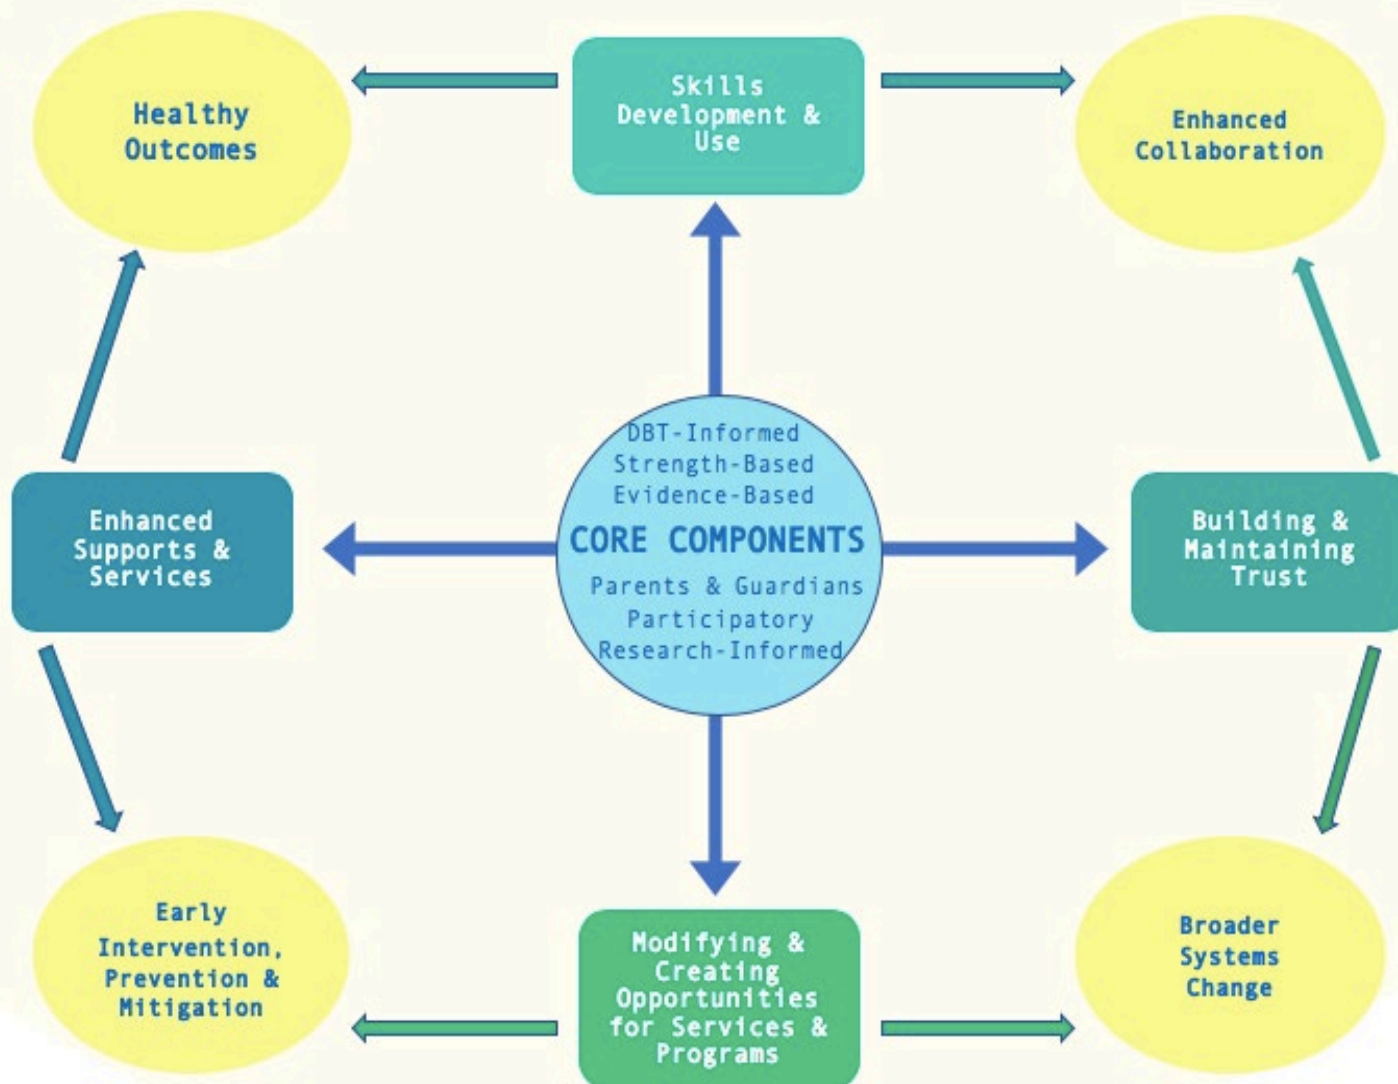 Healthy
Outcomes
Skills
Development &
Use
Enhanced
Collaboration
DBT-Informed
Strength-Based
Evidence-Based
CORE COMPONENTS
Parents & Guardians
Participatory
Research-Informed
Enhanced
Supports &
Services
Building &
Maintaining
Trust
Early
Intervention,
Prevention &
Mitigation
Modifying &
Creating
Opportunities
for Services &
Programs
Broader
Systems
Change